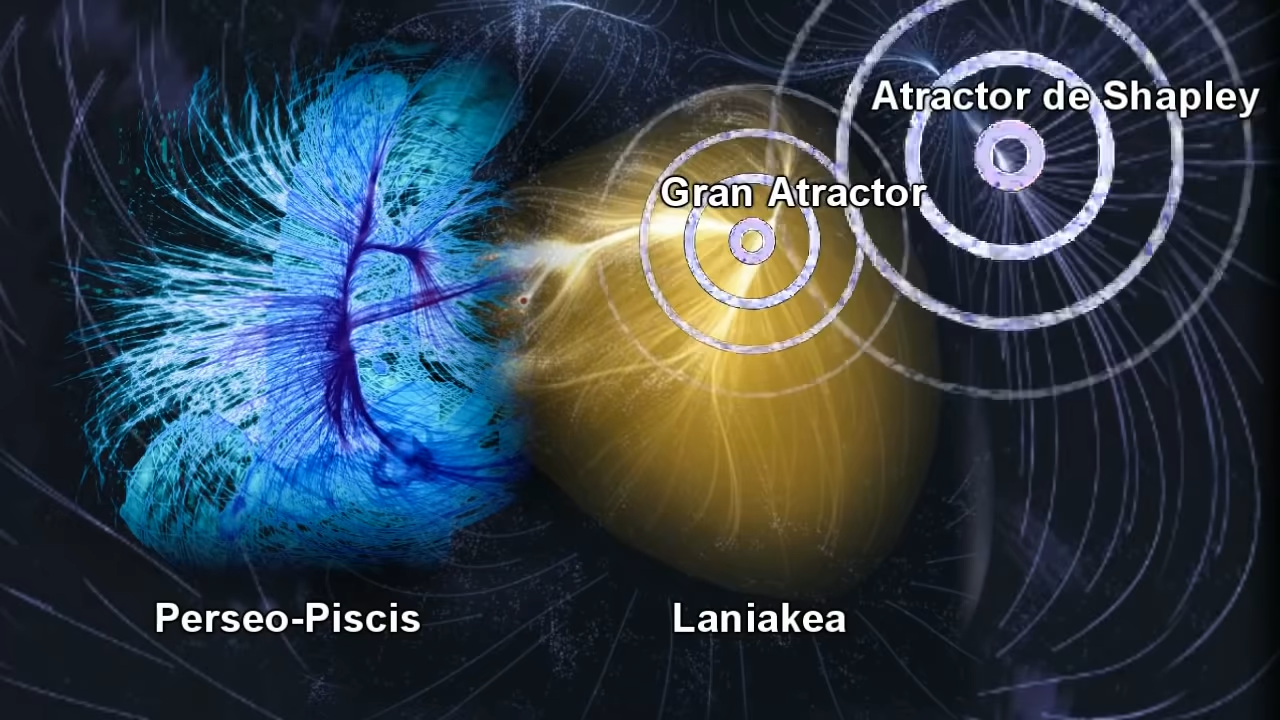 Atractor de Shapley
Gran Atractor
Perseo-Piscis
Laniakea